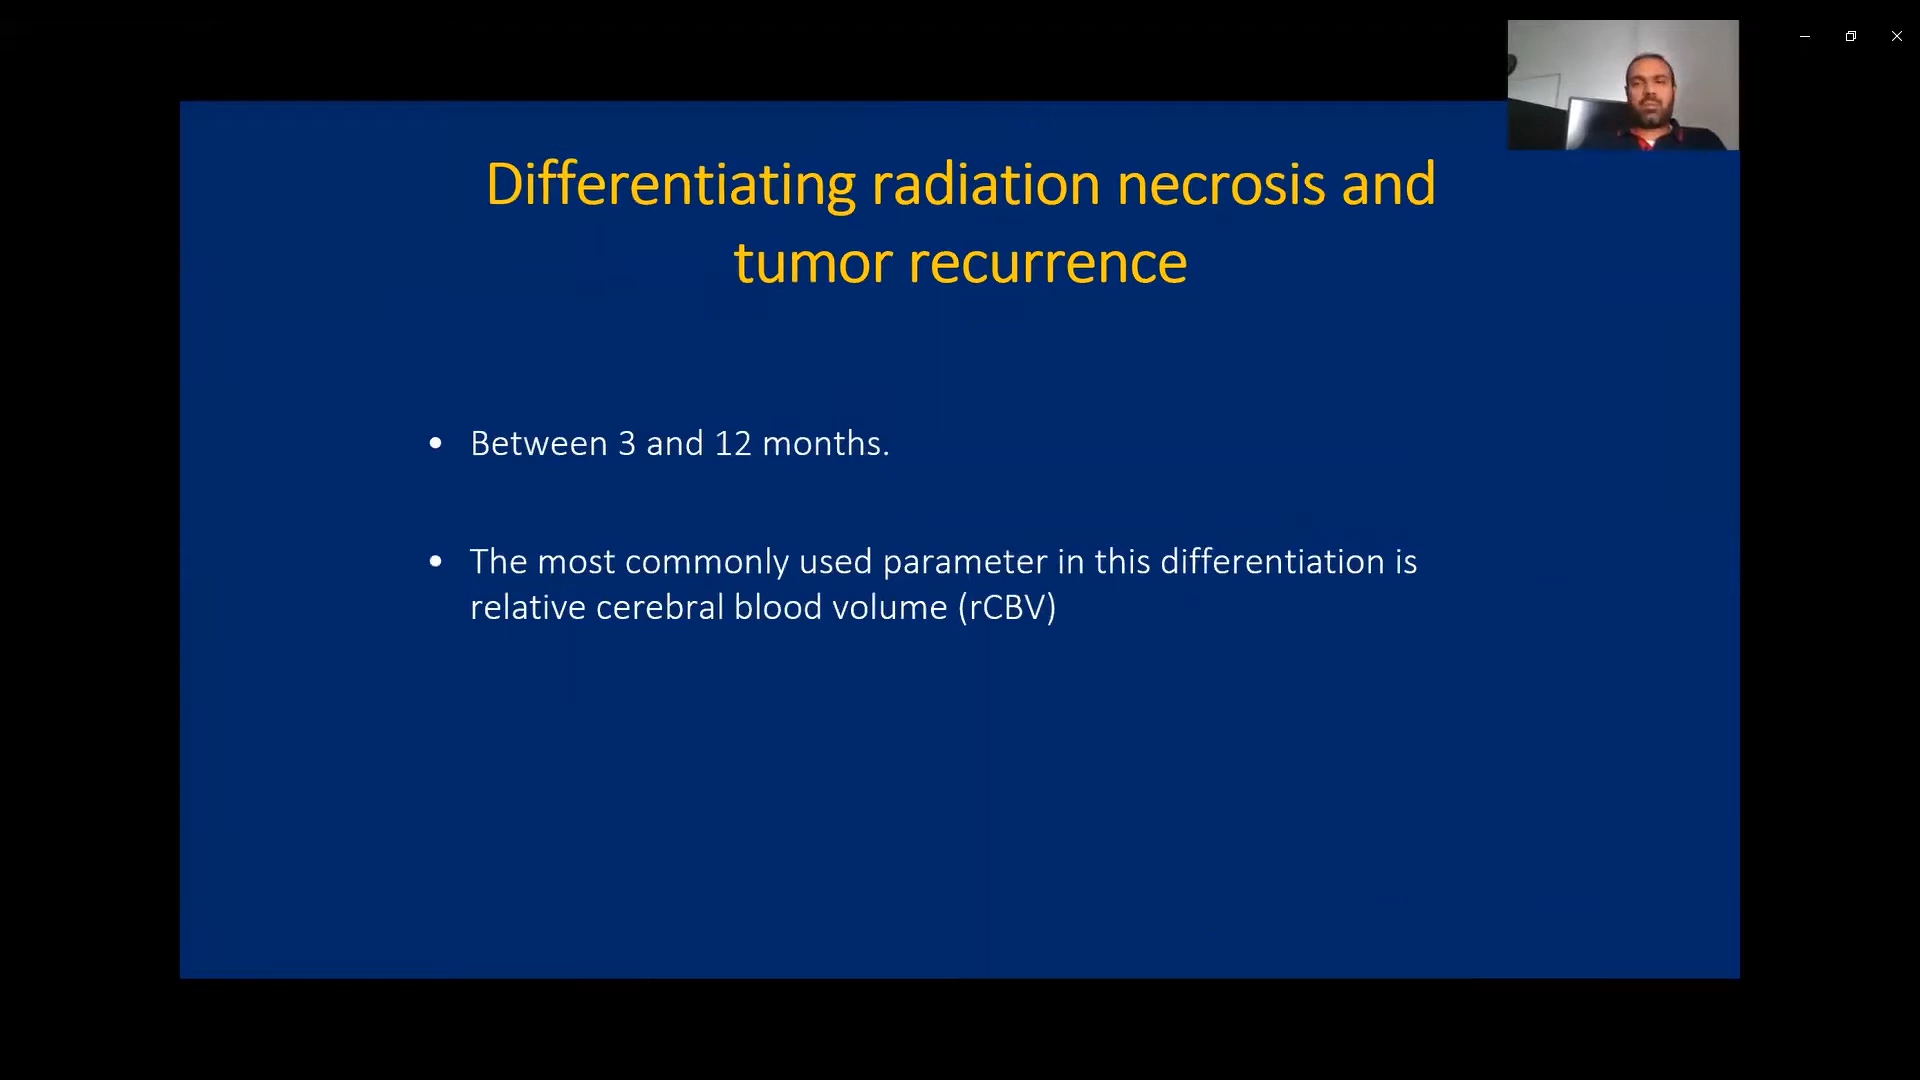 Differentiating radiation necrosis and
tumor recurrence
• Between 3 and 12 months.
• The most commonly used parameter in this differentiation is
relative cerebral blood volume (rCBV)